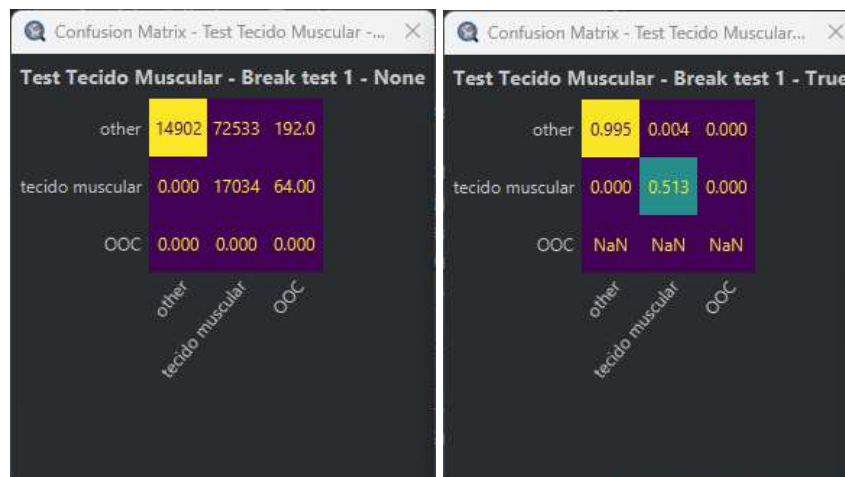 Confusion Matrix - Test Tecido Muscular -...
Test Tecido Muscular - Break test 1 - None
other 14902 72533 192.0
tecido muscular 0.000 17034 64.00
OOC 0.000 0.000 0.000
other tecido muscular OOC
Confusion Matrix - Test Tecido Muscular...
Test Tecido Muscular - Break test 1 - True
other 0.995 0.004 0.000
tecido muscular 0.000 0.513 0.000
OOC NaN NaN NaN
other tecido muscular OOC